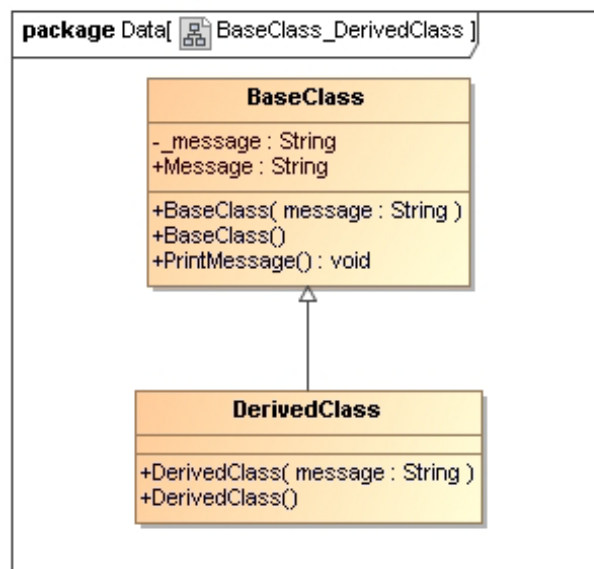 package Data[ BaseClass_DerivedClass ]
BaseClass
-_message : String
+Message : String
+BaseClass( message : String )
+BaseClass()
+PrintMessage() : void
DerivedClass
+DerivedClass( message : String )
+DerivedClass()